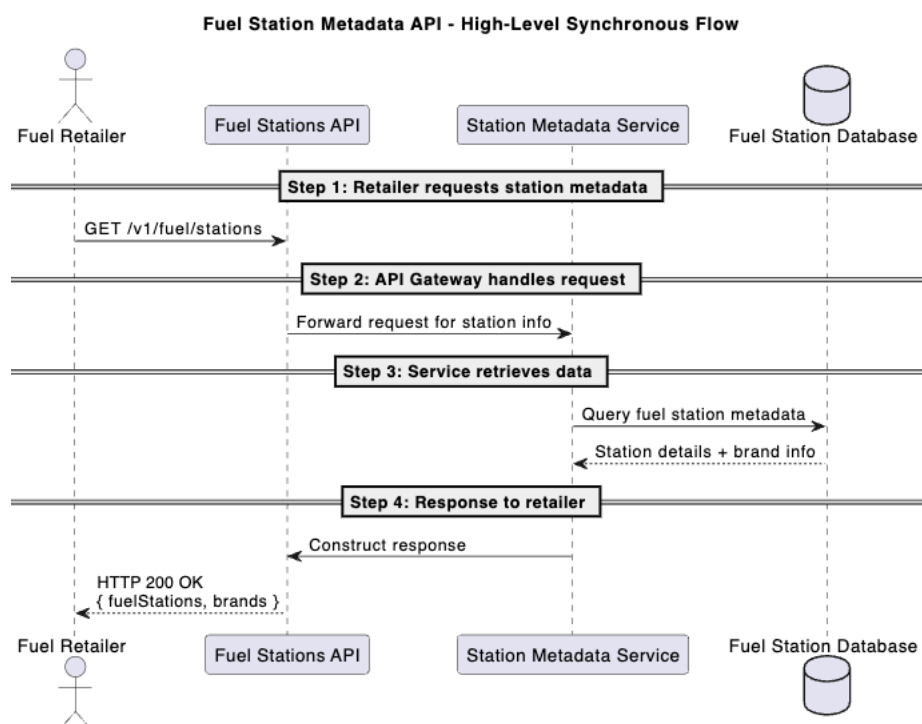 Fuel Station Metadata API - High-Level Synchronous Flow
Fuel Retailer
Fuel Stations API
Station Metadata Service
Fuel Station Database
Step 1: Retailer requests station metadata
GET /v1/fuel/stations
Step 2: API Gateway handles request
Forward request for station info
Step 3: Service retrieves data
Query fuel station metadata
Station details + brand info
Step 4: Response to retailer
Construct response
HTTP 200 OK
{ fuelStations, brands }
Fuel Retailer
Fuel Stations API
Station Metadata Service
Fuel Station Database